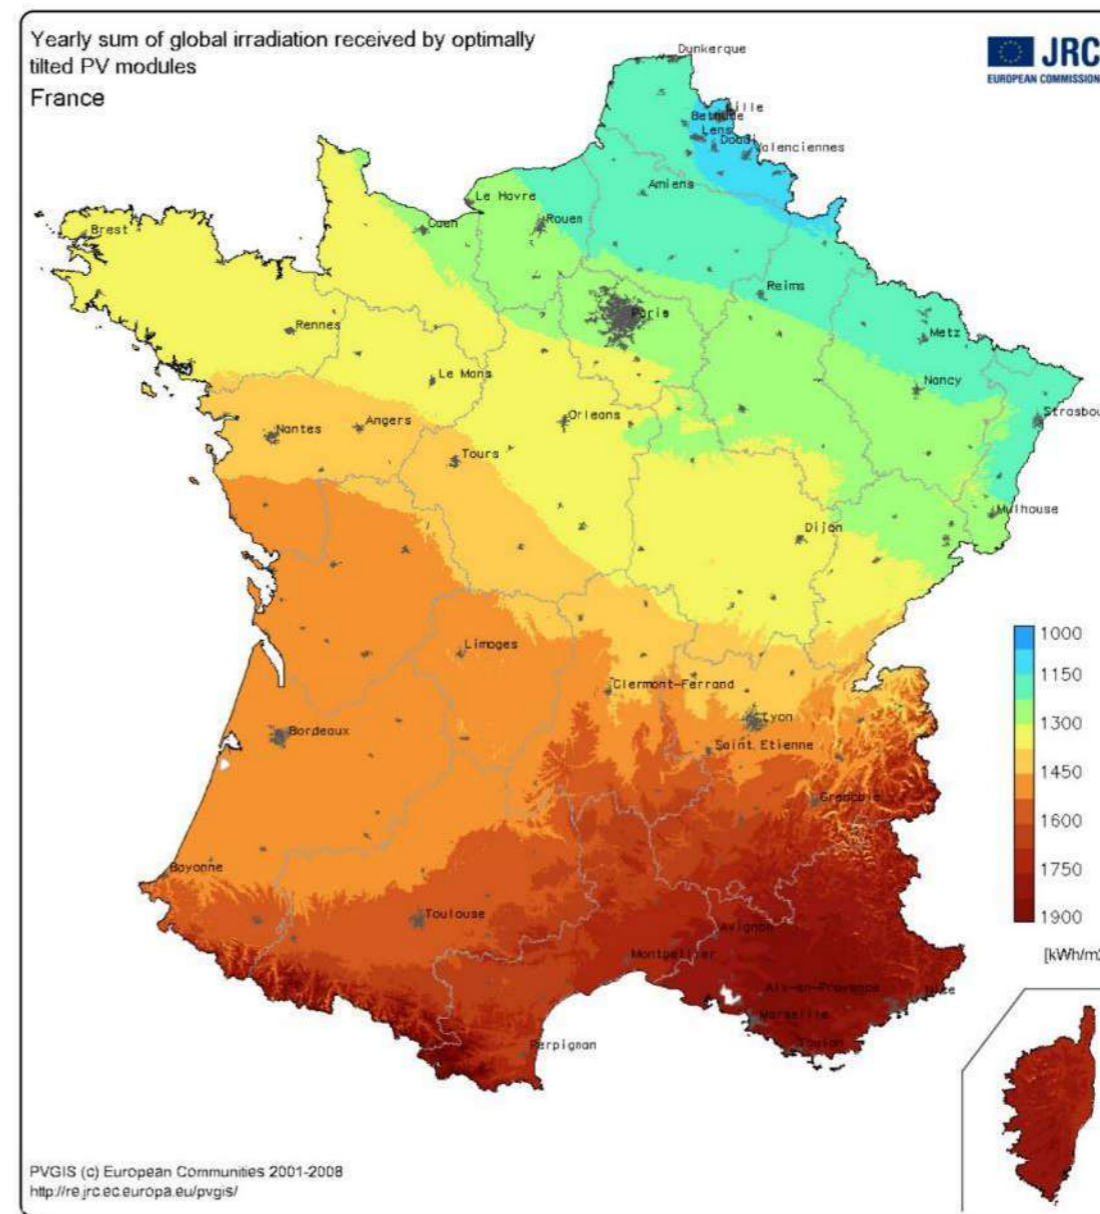 Yearly sum of global irradiation received by optimally
tilted PV modules
France
JRC
EUROPEAN COMMISSION
Dunkerque
Lille
Bethune
Lens
Douai
Valenciennes
Amiens
Le Havre
Rouen
Caen
Brest
Reims
Paris
Metz
Rennes
Nancy
Le Mans
Strasbou
Orleans
Angers
Nantes
Tours
Mulhouse
Dijon
1000
1150
1300
1450
1600
1750
1900
[kWh/m
Limoges
Clermont-Ferrand
Lyon
Bordeaux
Saint Etienne
Grenoble
Bayonne
Toulouse
Avignon
Montpellier
Aix-en-Provence
Nice
Marseille
Toulon
Perpignan
PVGIS (c) European Communities 2001-2008
http://re.jrc.ec.europa.eu/pvgis/